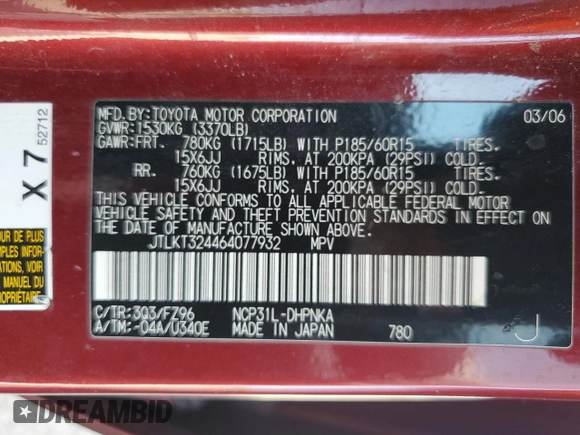 X 7
52712
OUR DE PLUS
MPLES INFOR-
ONS, VOIR
MANUEL DU
OPRIÉTAIRE
MFD.BY:TOYOTA MOTOR CORPORATION 03/06
GVWR:1530KG (3370LB)
GAWR:FRT. 780KG (1715LB) WITH P185/60R15 TIRES.
15X6JJ RIMS. AT 200KPA (29PSI) COLD.
RR. 760KG (1675LB) WITH P185/60R15 TIRES.
15X6JJ RIMS. AT 200KPA (29PSI) COLD.
THIS VEHICLE CONFORMS TO ALL APPLICABLE FEDERAL MOTOR
VEHICLE SAFETY AND THEFT PREVENTION STANDARDS IN EFFECT ON
THE DATE OF MANUFACTURE SHOWN ABOVE.
JTLKT324464077932 MPV
C/TR:3Q3/FZ96 NCP31L-DHPNKA
A/TM:-04A/U340E MADE IN JAPAN 780 J
DREAMBID